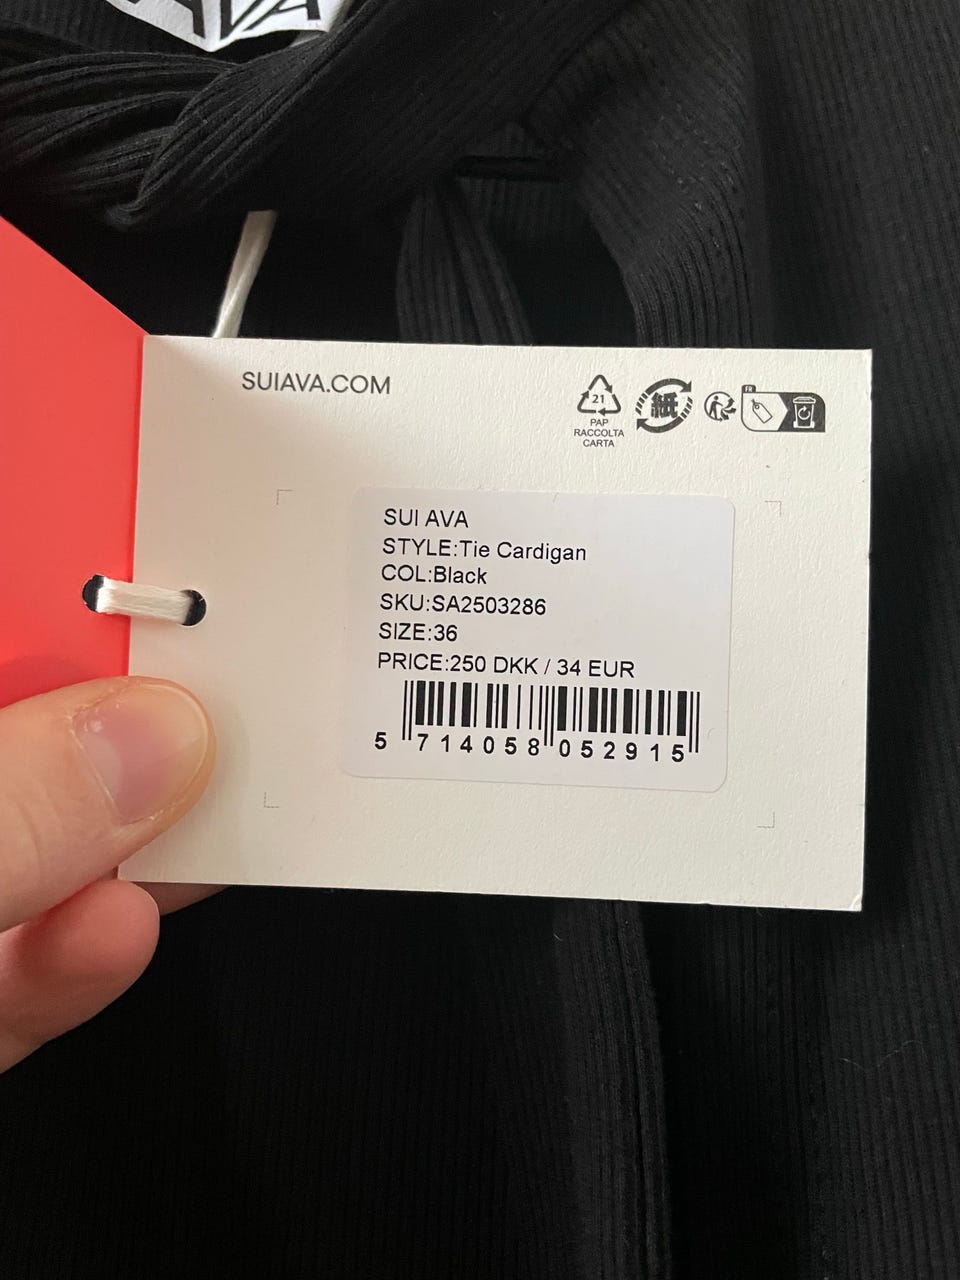 AVA
SUIAVA.COM
21
PAP
RACCOLTA
CARTA
紙
FR
SUI AVA
STYLE:Tie Cardigan
COL:Black
SKU:SA2503286
SIZE:36
PRICE:250 DKK / 34 EUR
5 714058 052915